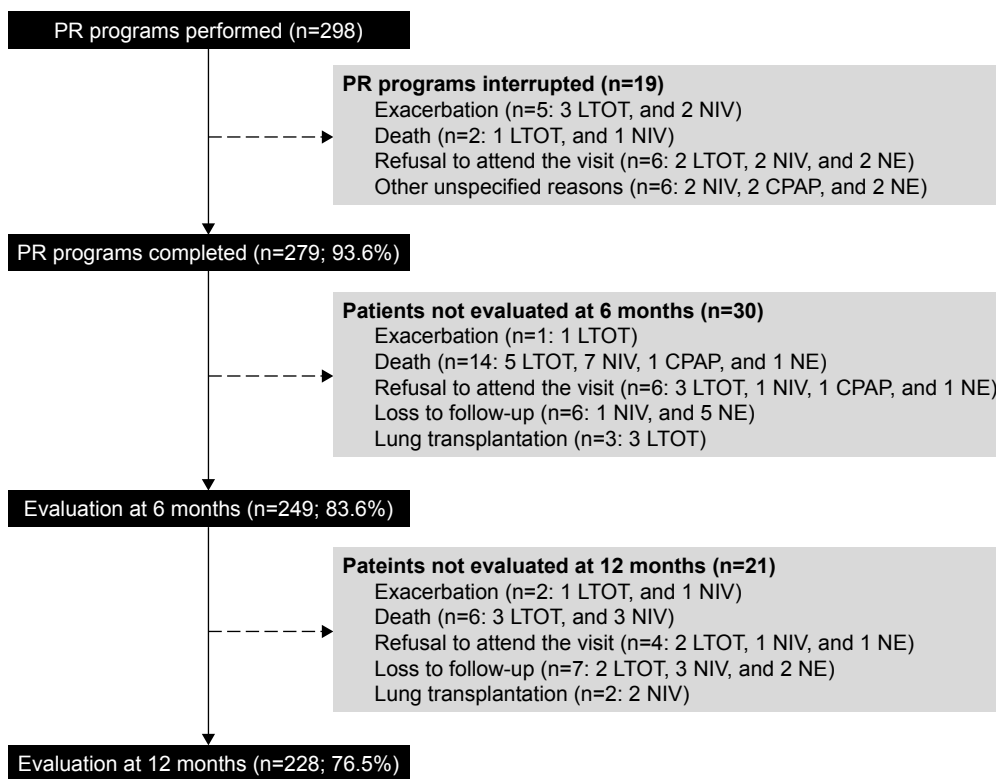 PR programs performed (n=298)
PR programs interrupted (n=19)
Exacerbation (n=5: 3 LTOT, and 2 NIV)
Death (n=2: 1 LTOT, and 1 NIV)
Refusal to attend the visit (n=6: 2 LTOT, 2 NIV, and 2 NE)
Other unspecified reasons (n=6: 2 NIV, 2 CPAP, and 2 NE)
PR programs completed (n=279; 93.6%)
Patients not evaluated at 6 months (n=30)
Exacerbation (n=1: 1 LTOT)
Death (n=14: 5 LTOT, 7 NIV, 1 CPAP, and 1 NE)
Refusal to attend the visit (n=6: 3 LTOT, 1 NIV, 1 CPAP, and 1 NE)
Loss to follow-up (n=6: 1 NIV, and 5 NE)
Lung transplantation (n=3: 3 LTOT)
Evaluation at 6 months (n=249; 83.6%)
Pateints not evaluated at 12 months (n=21)
Exacerbation (n=2: 1 LTOT, and 1 NIV)
Death (n=6: 3 LTOT, and 3 NIV)
Refusal to attend the visit (n=4: 2 LTOT, 1 NIV, and 1 NE)
Loss to follow-up (n=7: 2 LTOT, 3 NIV, and 2 NE)
Lung transplantation (n=2: 2 NIV)
Evaluation at 12 months (n=228; 76.5%)